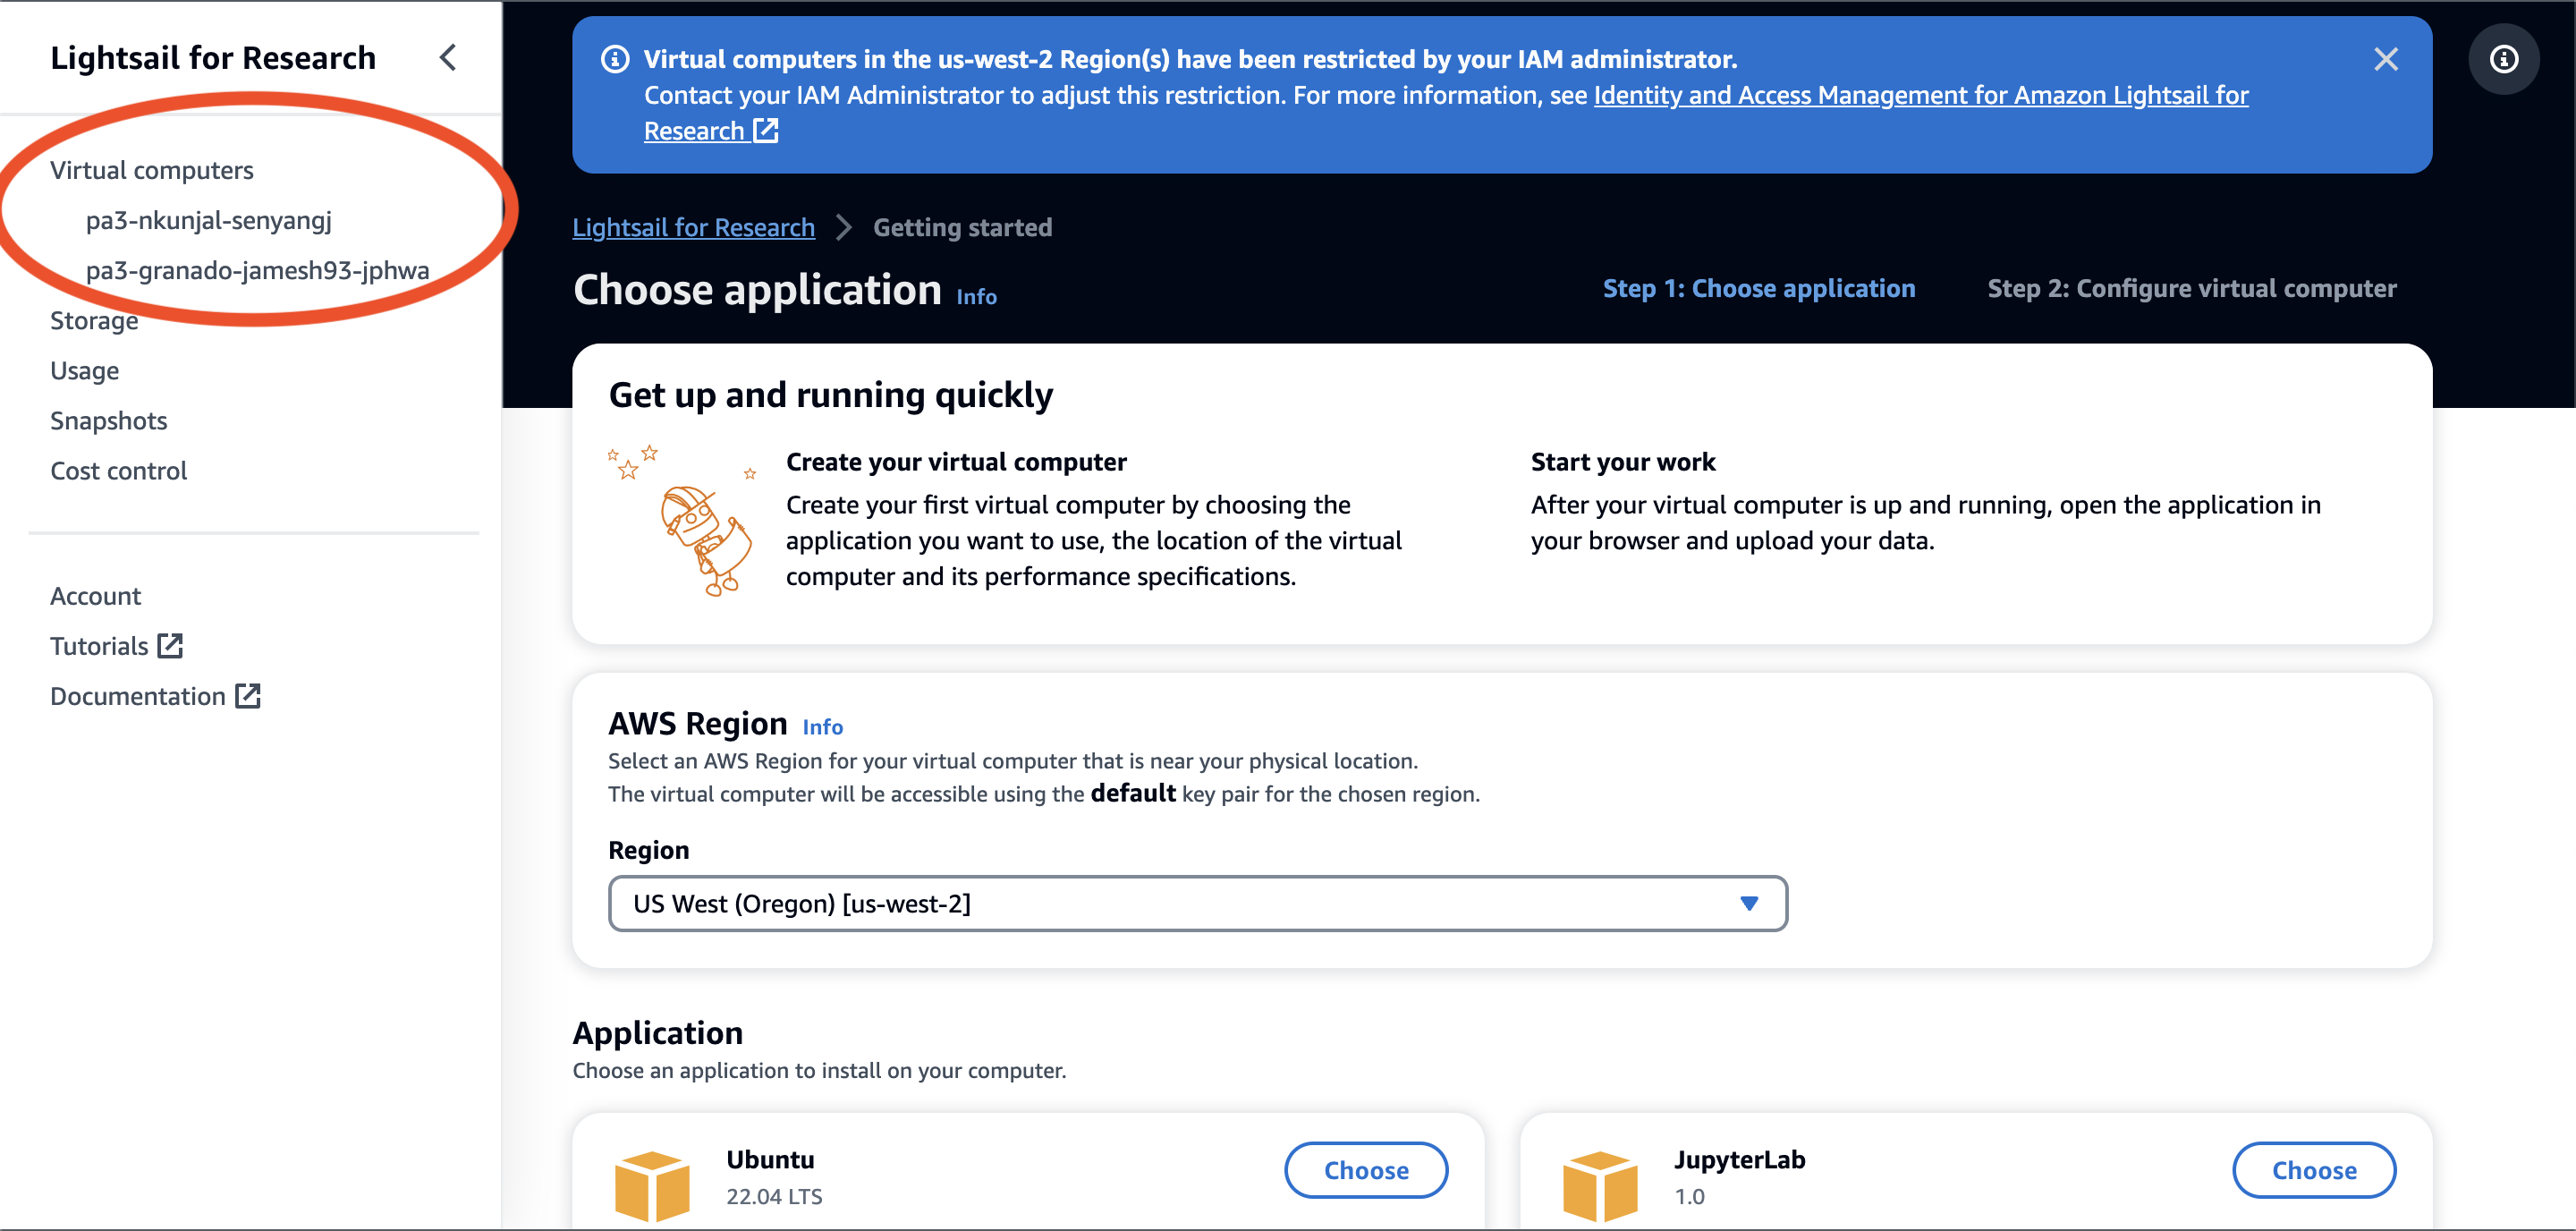 Lightsail for Research
Virtual computers
pa3-nkunjal-senyangj
pa3-granado-jamesh93-jphwa
Storage
Usage
Snapshots
Cost control
Account
Tutorials
Documentation
Virtual computers in the us-west-2 Region(s) have been restricted by your IAM administrator.
Contact your IAM Administrator to adjust this restriction. For more information, see Identity and Access Management for Amazon Lightsail for
Research
Lightsail for Research > Getting started
Choose application Info
Step 1: Choose application
Step 2: Configure virtual computer
Get up and running quickly
Create your virtual computer
Create your first virtual computer by choosing the
application you want to use, the location of the virtual
computer and its performance specifications.
Start your work
After your virtual computer is up and running, open the application in
your browser and upload your data.
AWS Region Info
Select an AWS Region for your virtual computer that is near your physical location.
The virtual computer will be accessible using the default key pair for the chosen region.
Region
US West (Oregon) [us-west-2]
Application
Choose an application to install on your computer.
Ubuntu
22.04 LTS
Choose
JupyterLab
1.0
Choose